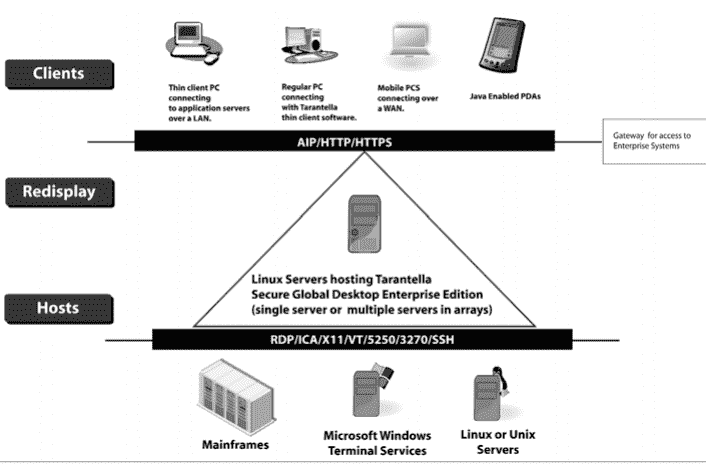 Clients
Thin client PC
connecting
to application servers
over a LAN.
Regular PC
connecting
with Tarantella
thin client software.
Mobile PCS
connecting over
a WAN.
Java Enabled PDAs
AIP/HTTP/HTTPS
Gateway for access to
Enterprise Systems
Redisplay
Linux Servers hosting Tarantella
Secure Global Desktop Enterprise Edition
(single server or multiple servers in arrays)
Hosts
RDP/ICA/X11/VT/5250/3270/SSH
Mainframes
Microsoft Windows
Terminal Services
Linux or Unix
Servers